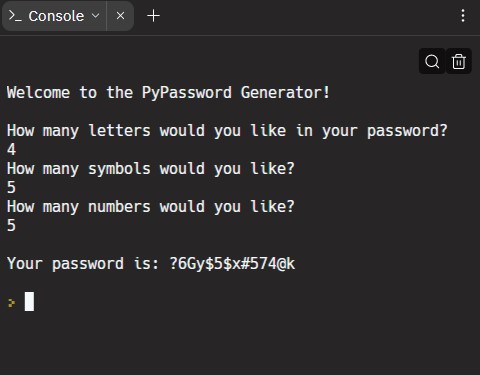 Console
Welcome to the PyPassword Generator!
How many letters would you like in your password?
4
How many symbols would you like?
5
How many numbers would you like?
5
Your password is: ?6Gy$5$x#574@k